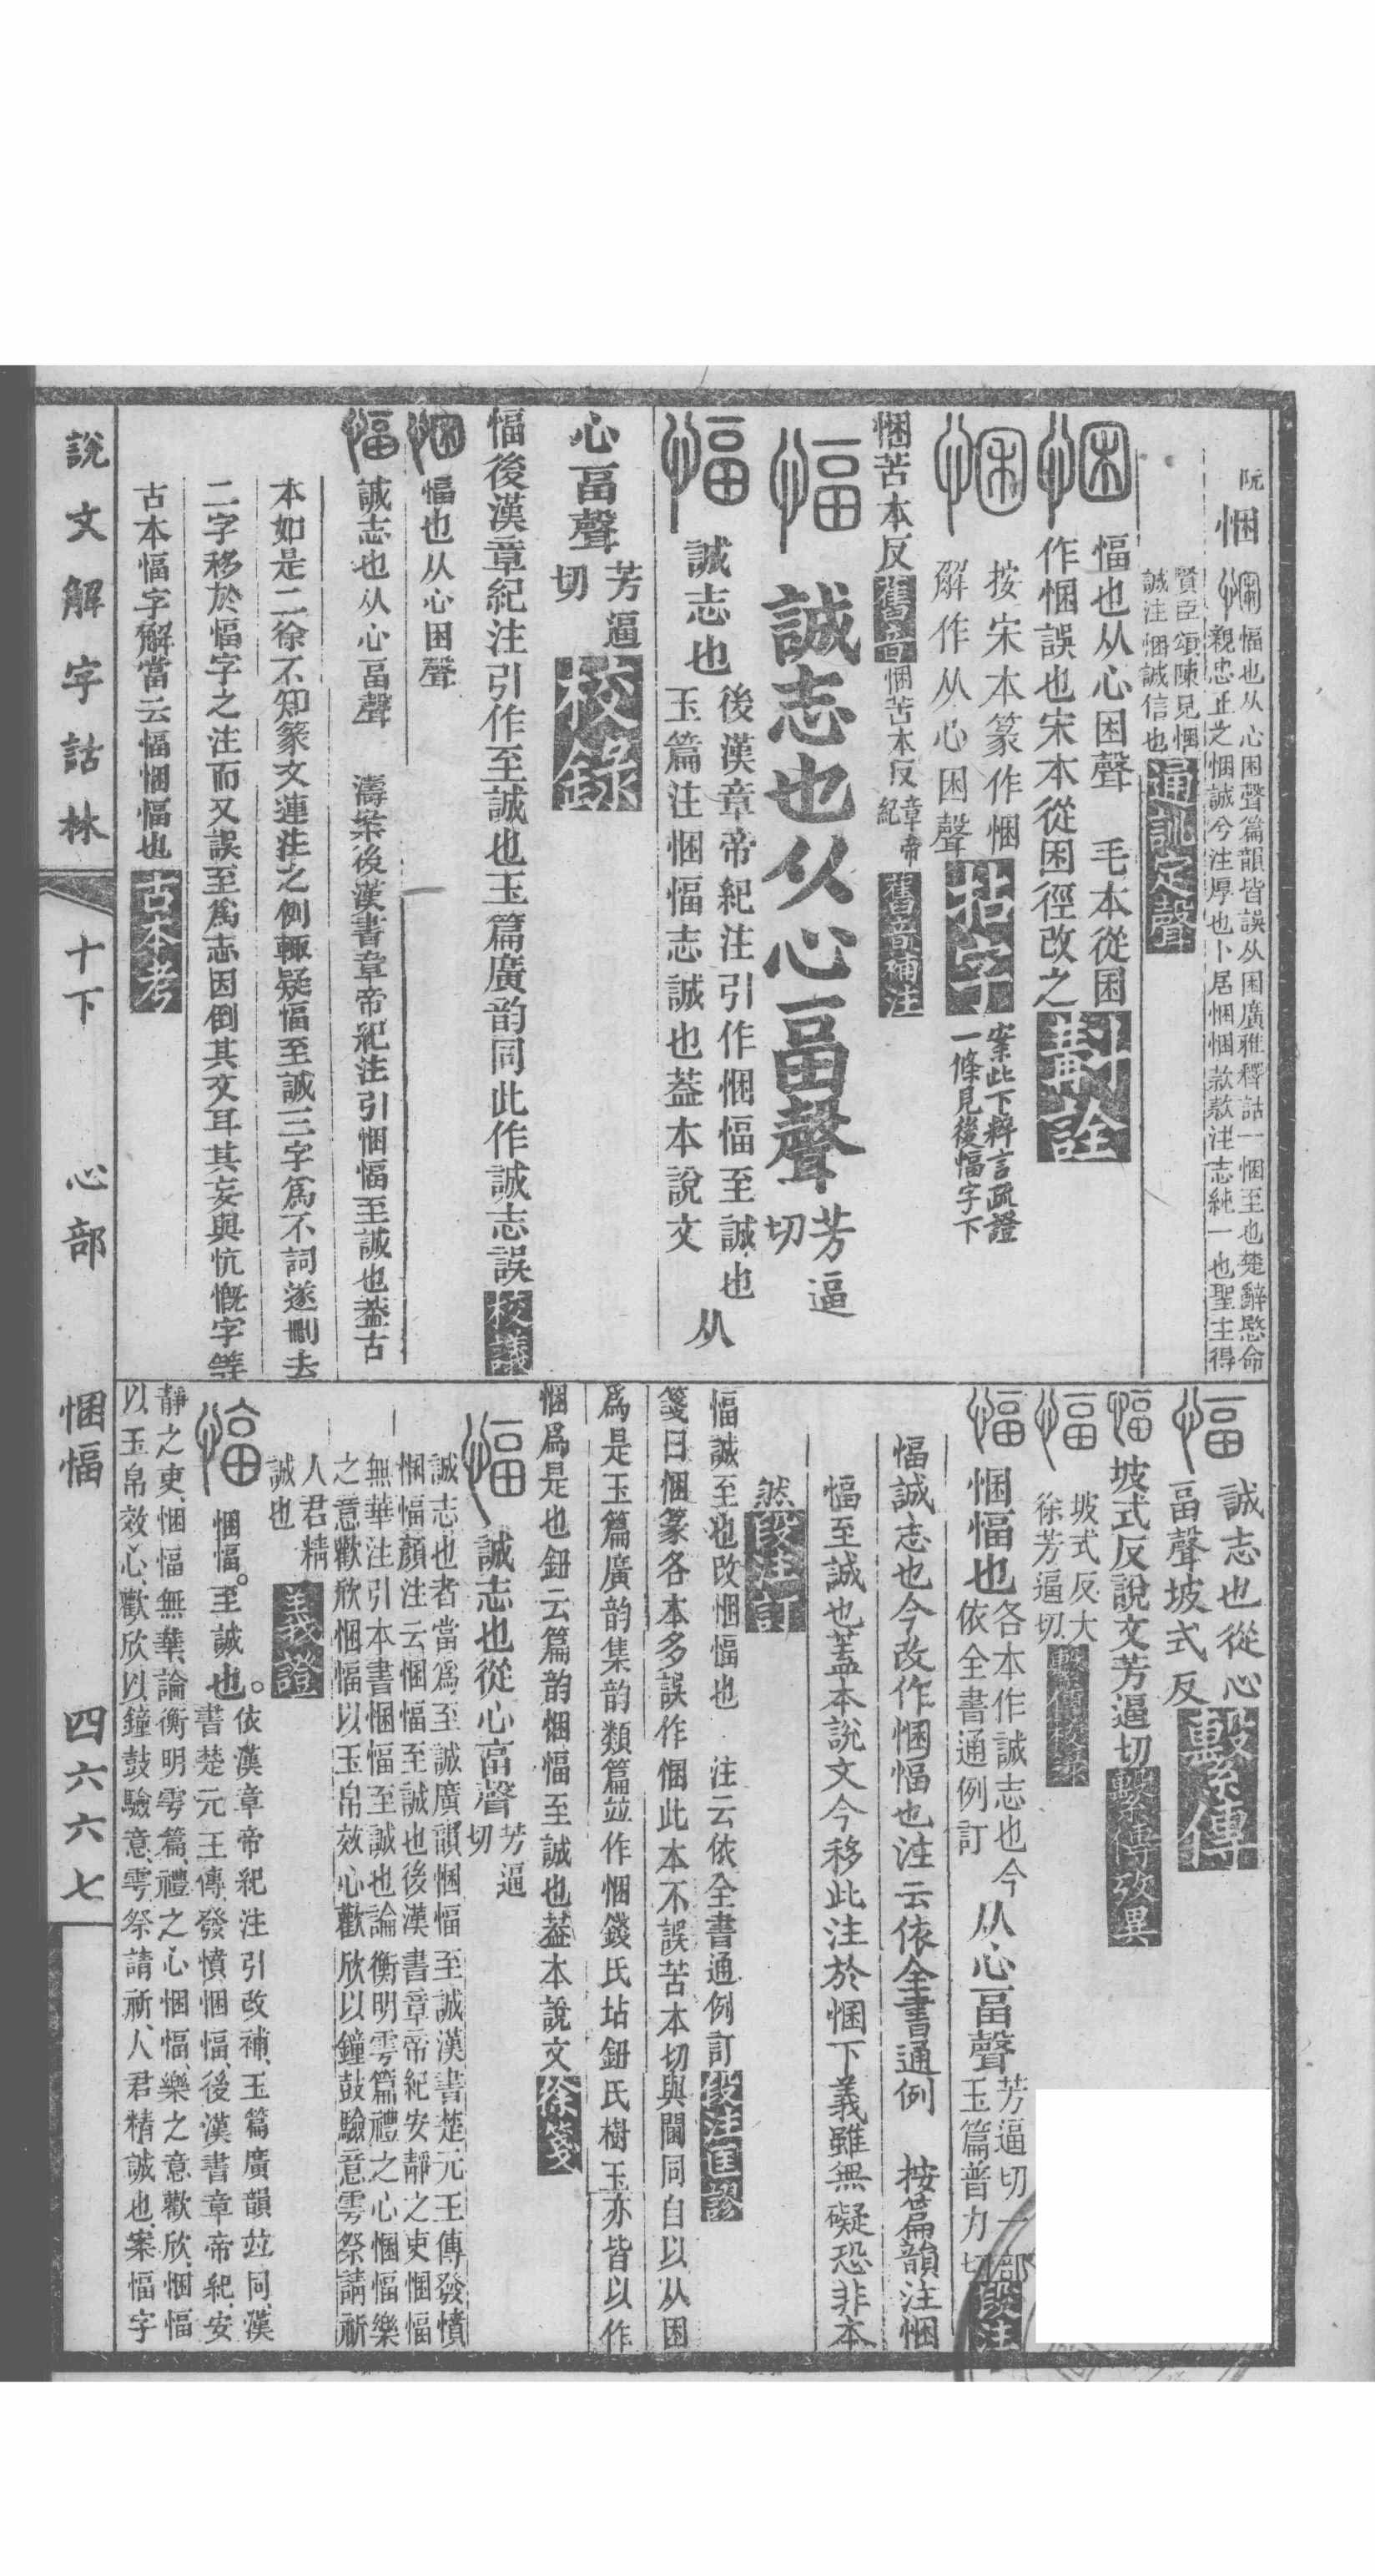 阮 悃
愊也从心困聲篇韻皆誤从困廣雅釋詁一悃至也楚辭愍命
親忠正之悃誠兮注厚也卜居悃悃款款注志純一也聖主得
賢臣頌陳見悃
誠注悃誠信也 通訓定聲
愊也从心困聲 毛本從困
作悃誤也宋本從困徑改之 斠詮
按宋本篆作悃
解作从心困聲 拈字
案此下粹言疏證
一條見後愊字下
悃苦本反 舊音 悃苦本反章帝
紀 舊音補注
愊 誠志也从心畐聲 芳逼
切
愊 誠志也
後漢章帝紀注引作悃愊至誠也
玉篇注悃愊志誠也蓋本說文 从
心畐聲 芳逼
切 校錄
愊後漢章紀注引作至誠也玉篇廣韵同此作誠志誤 校議
悃 愊也从心困聲
愊 誠志也从心畐聲 濤案後漢書章帝紀注引悃愊至誠也蓋古
本如是二徐不知篆文連注之例輒疑愊至誠三字爲不詞遂刪去
二字移於愊字之注而又誤至爲志因倒其文耳其妄與忼慨字等
古本愊字解當云愊悃愊也 古本考
愊 誠志也從心
畐聲坡式反 繫傳
愊 坡式反說文芳逼切 繫傳攷異
愊 坡式反大
徐芳逼切 繫傳校錄
愊 悃愊也
各本作誠志也今
依全書通例訂 从心畐聲
芳逼切一部
玉篇普力切 段注
愊誠志也今改作悃愊也注云依全書通例 按篇韻注悃
愊至誠也蓋本說文今移此注於悃下義雖無礙恐非本
然 段注訂
愊誠至也改悃愊也 注云依全書通例訂 段注匡謬
箋曰悃篆各本多誤作悃此本不誤苦本切與閫同自以从困
爲是玉篇廣韵集韵類篇竝作悃錢氏坫鈕氏樹玉亦皆以作
悃爲是也鈕云篇韵悃愊至誠也蓋本說文 徐箋
愊 誠志也從心畐聲 芳逼
切
誠志也者當爲至誠廣韻悃愊至誠漢書楚元王傳發憤
悃愊顏注云悃愊至誠也後漢書章帝紀安靜之吏悃愊
無華注引本書悃愊至誠也論衡明雩篇禮之心悃愊樂
之意歡欣悃愊以玉帛效心歡欣以鐘鼓驗意雩祭請祈
人君精
誠也 義證
愊 悃愊。至誠也。
依漢章帝紀注引改補、玉篇廣韻竝同、漢
書楚元王傳、發憤悃愊、後漢書章帝紀、安
靜之吏、悃愊無華、論衡明雩篇、禮之心悃愊、樂之意歡欣、悃愊
以玉帛效心、歡欣以鐘鼓驗意、雩祭請祈、人君精誠也、案愊字
說文解字詁林 十下 心部 悃愊 四六六七